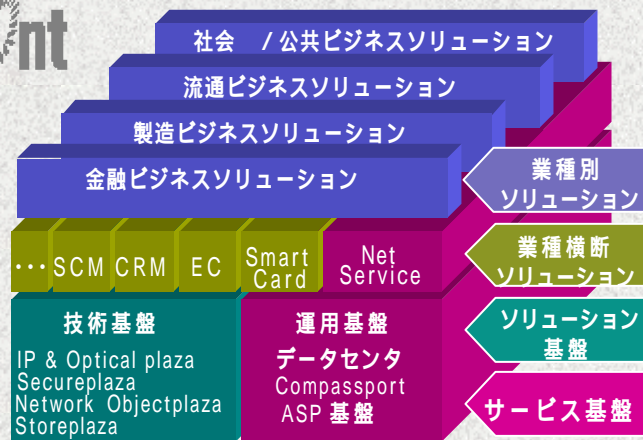 nt
社会 /公共ビジネスソリューション
流通ビジネスソリューション
製造ビジネスソリューション
金融ビジネスソリューション
業種別
ソリューション
･･･
SCM
CRM
EC
Smart
Card
Net
Service
業種横断
ソリューション
技術基盤
IP & Optical plaza
Secureplaza
Network Objectplaza
Storeplaza
運用基盤
データセンタ
Compassport
ASP 基盤
ソリューション
基盤
サービス基盤